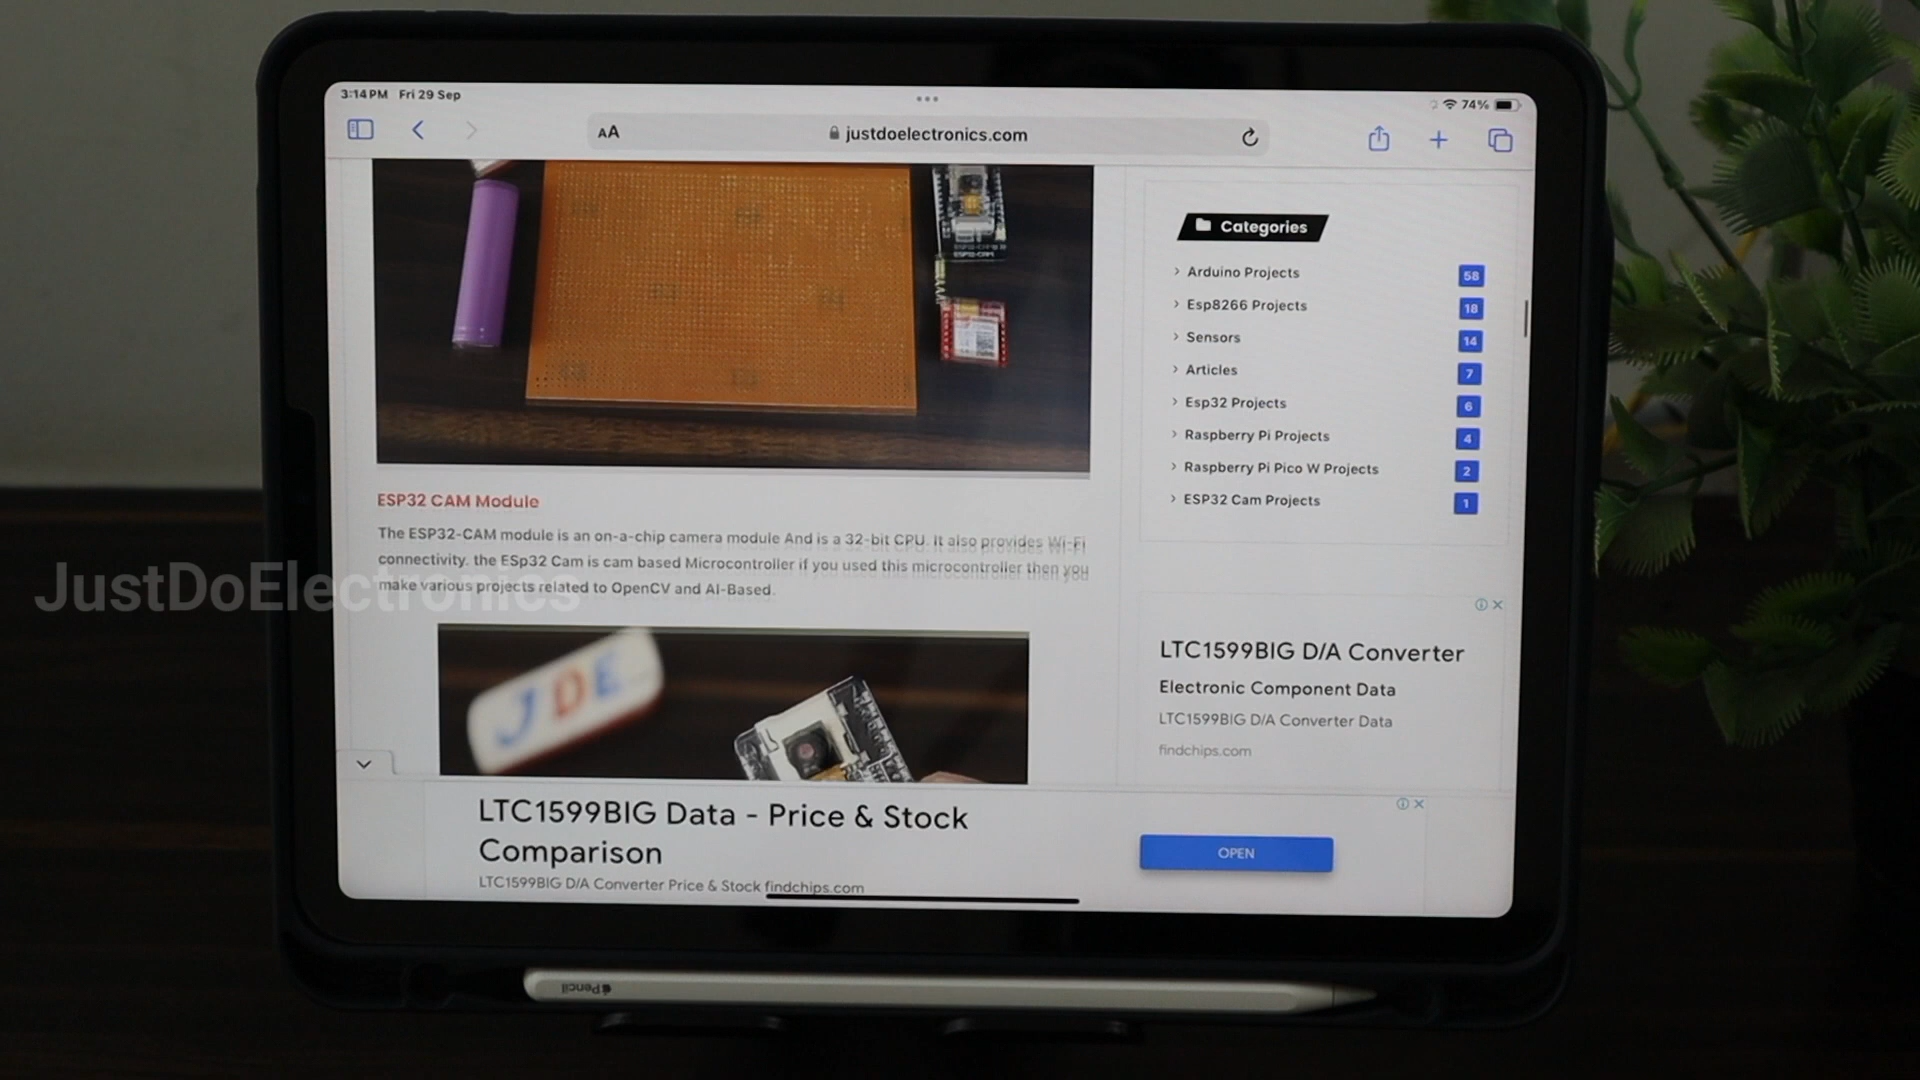 3:14 PM Fri 29 Sep
74%
AA
justdoelectronics.com
ESP32-CAM
Categories
Arduino Projects 58
Esp8266 Projects 18
Sensors 14
Articles 7
Esp32 Projects 6
Raspberry Pi Projects 4
Raspberry Pi Pico W Projects 2
ESP32 Cam Projects 1
ESP32 CAM Module
The ESP32-CAM module is an on-a-chip camera module And is a 32-bit CPU. It also provides Wi-Fi
connectivity. the ESp32 Cam is cam based Microcontroller if you used this microcontroller then you
make various projects related to OpenCV and AI-Based.
JustDoElectronics
JDE
LTC1599BIG D/A Converter
Electronic Component Data
LTC1599BIG D/A Converter Data
findchips.com
LTC1599BIG Data - Price & Stock
Comparison
LTC1599BIG D/A Converter Price & Stock findchips.com
OPEN
Pencil